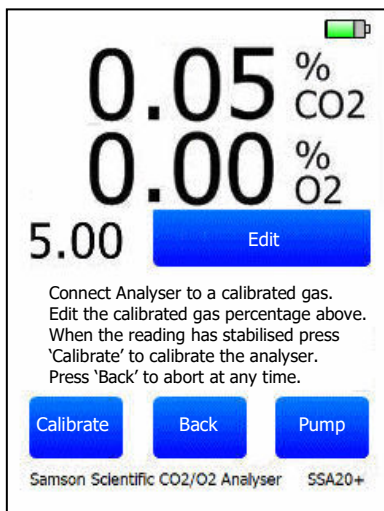 0.05 % CO2
0.00 % O2
5.00 Edit
Connect Analyser to a calibrated gas.
Edit the calibrated gas percentage above.
When the reading has stabilised press
‘Calibrate’ to calibrate the analyser.
Press ‘Back’ to abort at any time.
Calibrate Back Pump
Samson Scientific CO2/O2 Analyser SSA20+